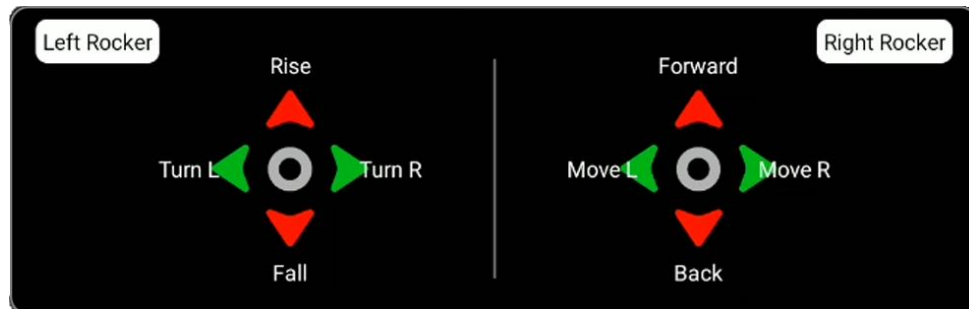 Left Rocker
Right Rocker
Rise
Forward
Turn L
Turn R
Move L
Move R
Fall
Back